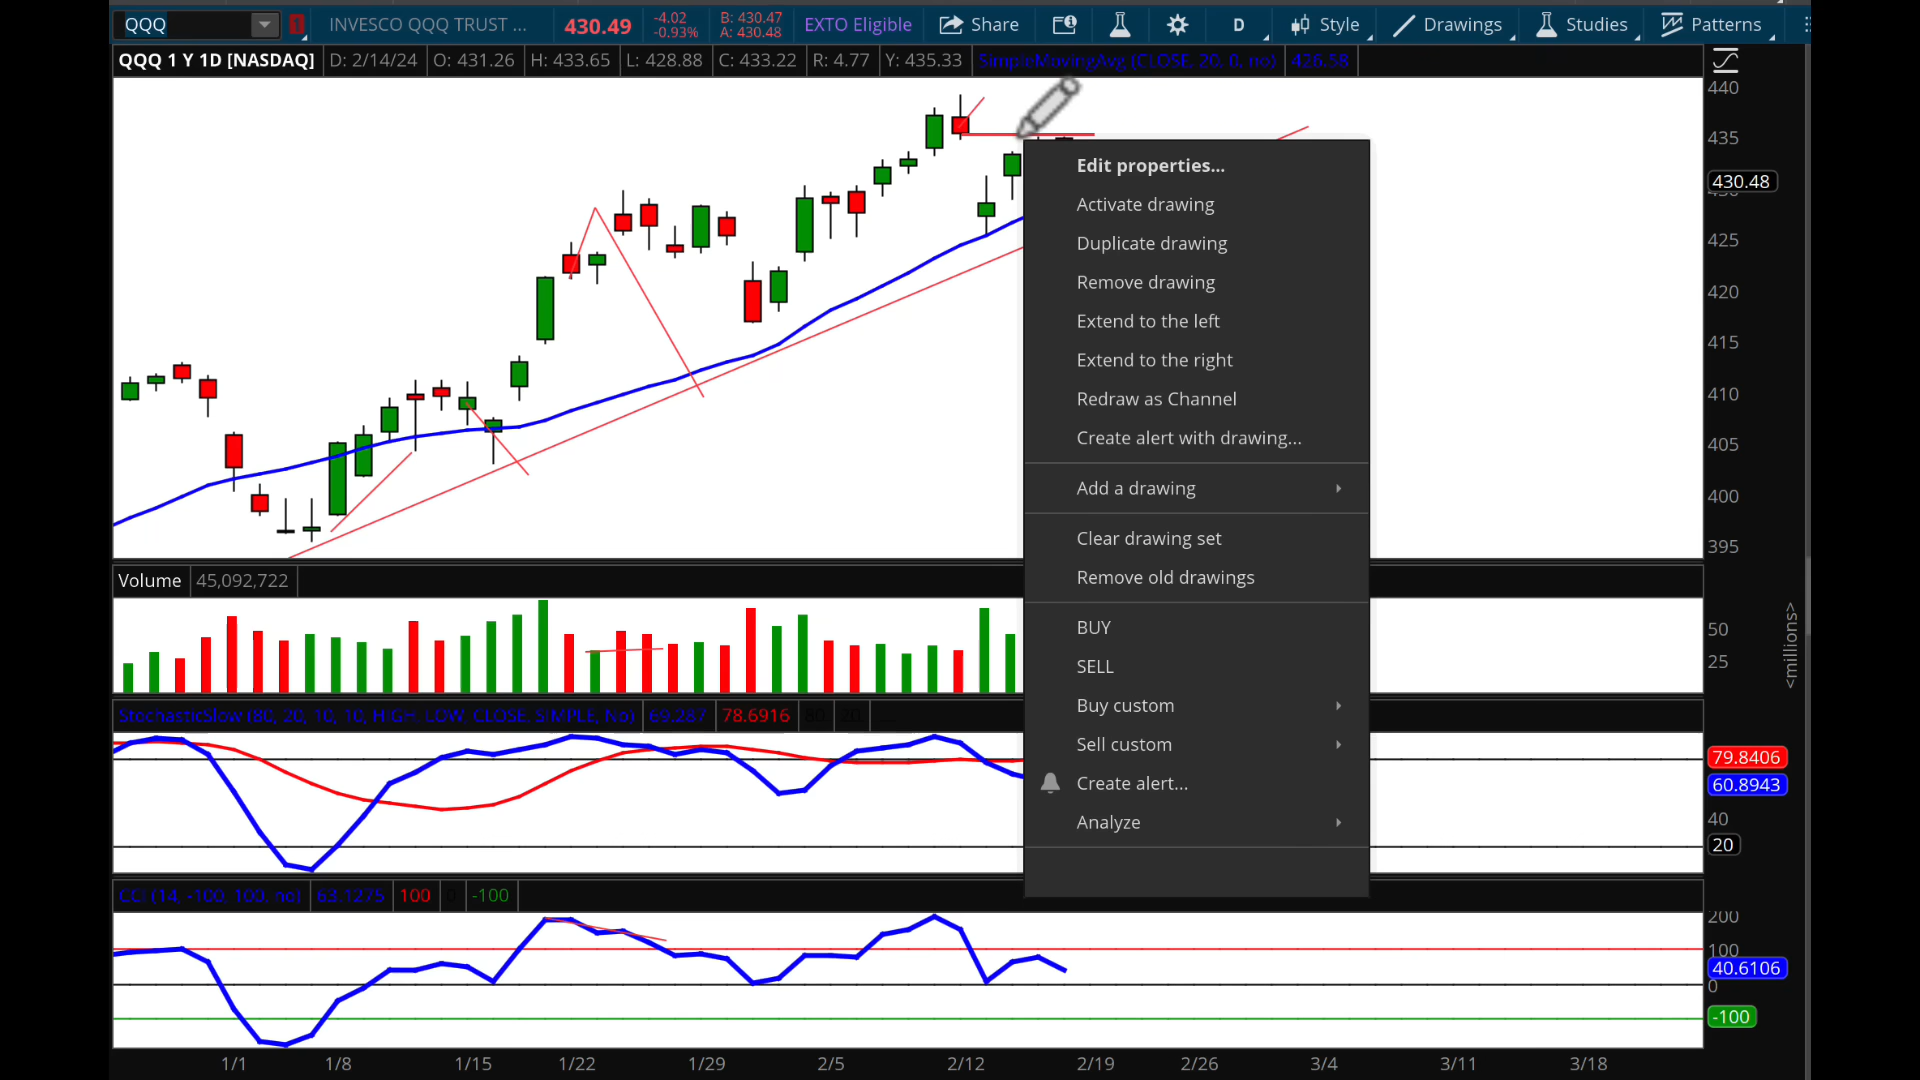 QQQ
1
INVESCO QQQ TRUST ...
430.49
-4.02
-0.93%
B: 430.47
A: 430.48
EXTO Eligible
Share
D
Style
Drawings
Studies
Patterns
QQQ 1 Y 1D [NASDAQ]
D: 2/14/24
O: 431.26
H: 433.65
L: 428.88
C: 433.22
R: 4.77
Y: 435.33
SimpleMovingAvg (CLOSE, 20, 0, no)
426.58
440
435
430.48
425
420
415
410
405
400
395
Edit properties...
Activate drawing
Duplicate drawing
Remove drawing
Extend to the left
Extend to the right
Redraw as Channel
Create alert with drawing...
Add a drawing
Clear drawing set
Remove old drawings
BUY
SELL
Buy custom
Sell custom
Create alert...
Analyze
Volume
45,092,722
50
25
<millions>
StochasticSlow (80, 20, 10, 10, HIGH, LOW, CLOSE, SIMPLE, No)
69.287
78.6916
80
20
79.8406
60.8943
40
20
CCI (14, -100, 100, no)
63.1275
100
0
-100
200
100
40.6106
0
-100
1/1
1/8
1/15
1/22
1/29
2/5
2/12
2/19
2/26
3/4
3/11
3/18